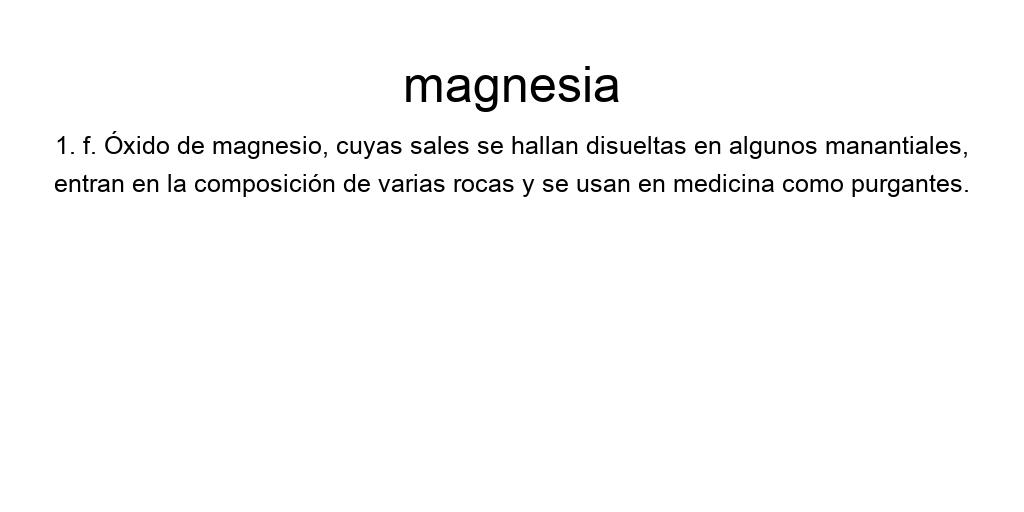 magnesia
1. f. Óxido de magnesio, cuyas sales se hallan disueltas en algunos manantiales,
entran en la composición de varias rocas y se usan en medicina como purgantes.